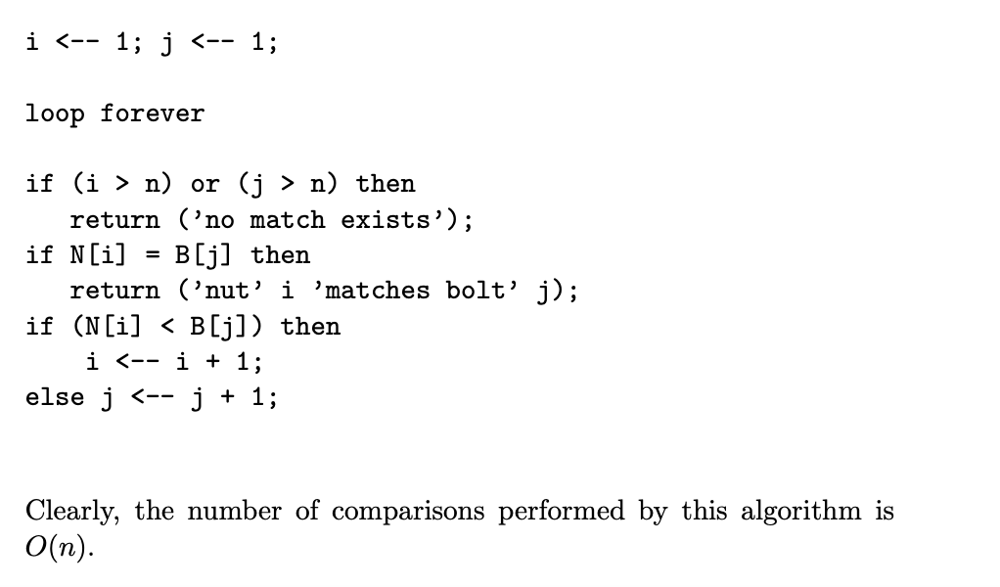 i <-- 1; j <-- 1;
loop forever
if (i > n) or (j > n) then
return (’no match exists’);
if N[i] = B[j] then
return (’nut’ i ’matches bolt’ j);
if (N[i] < B[j]) then
i <-- i + 1;
else j <-- j + 1;
Clearly, the number of comparisons performed by this algorithm is
O(n).